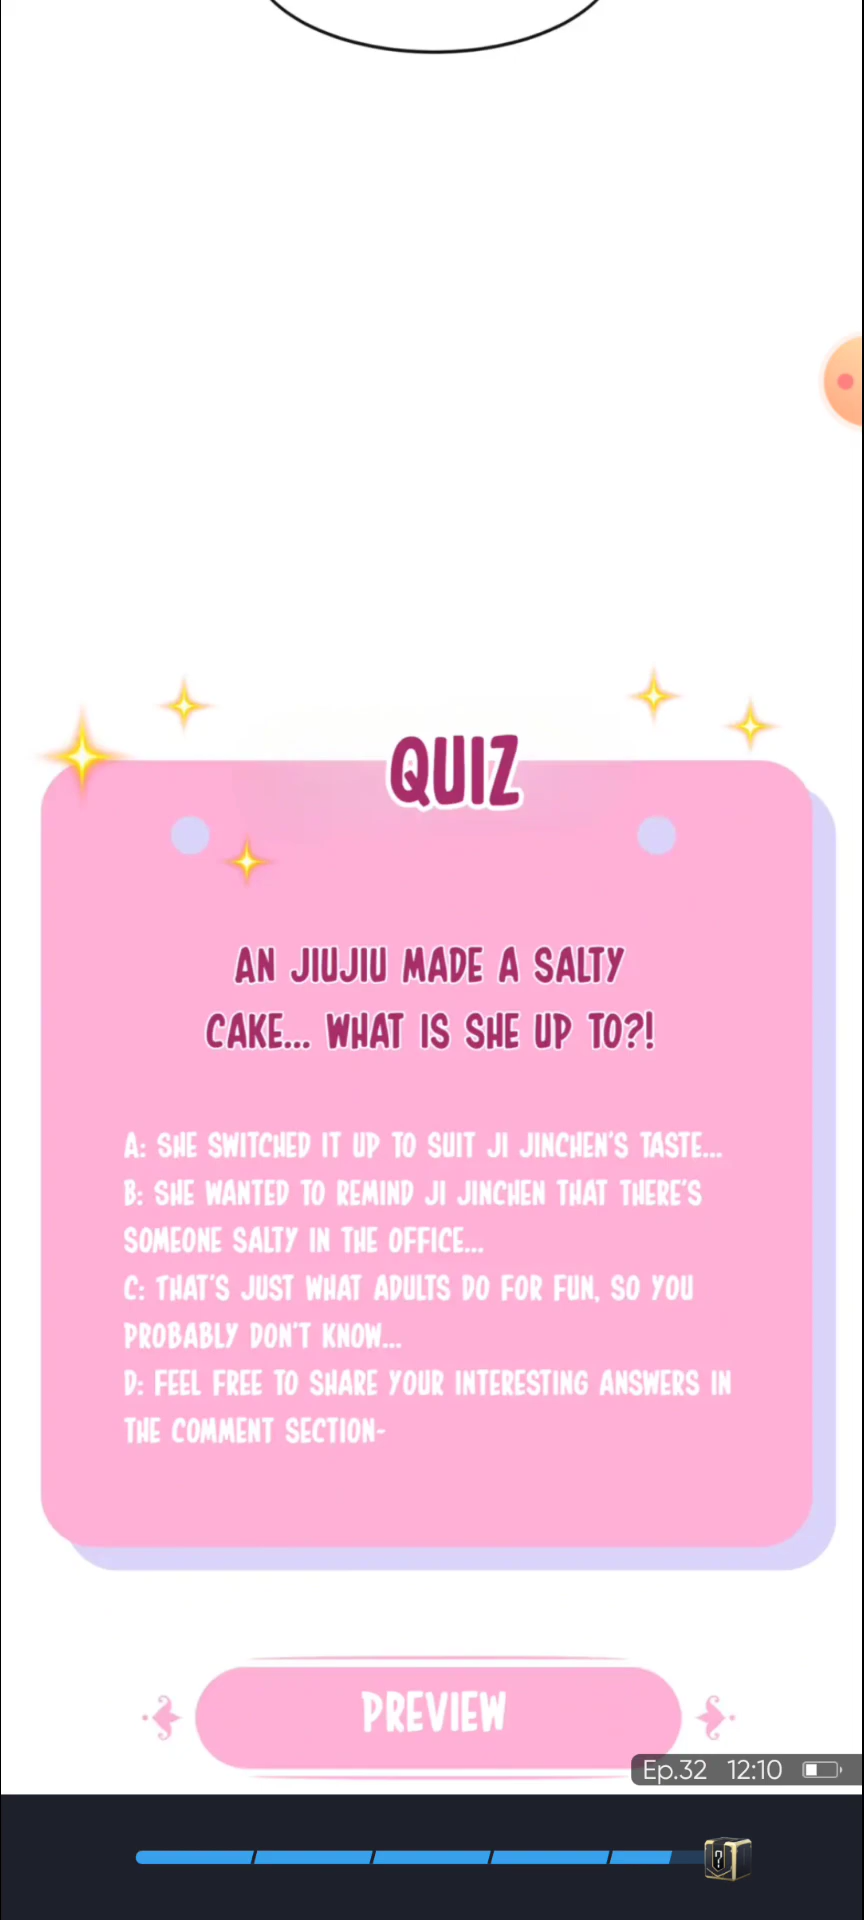 QUIZ
AN JIUJIU MADE A SALTY
CAKE... WHAT IS SHE UP TO?!
A: SHE SWITCHED IT UP TO SUIT JI JINCHEN'S TASTE...
B: SHE WANTED TO REMIND JI JINCHEN THAT THERE'S
SOMEONE SALTY IN THE OFFICE...
C: THAT'S JUST WHAT ADULTS DO FOR FUN, SO YOU
PROBABLY DON'T KNOW...
D: FEEL FREE TO SHARE YOUR INTERESTING ANSWERS IN
THE COMMENT SECTION-
PREVIEW
Ep.32 12:10
?